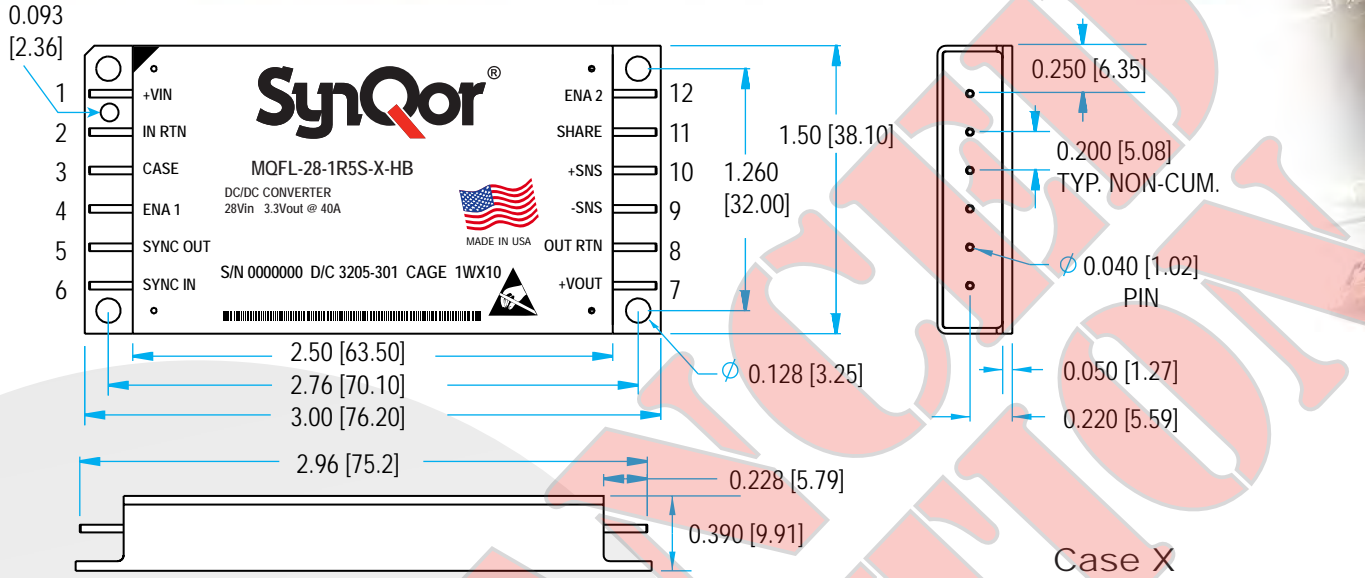 0.093
[2.36]
SynQor®
1 +VIN
2 IN RTN
3 CASE
4 ENA 1
5 SYNC OUT
6 SYNC IN
ENA 2 12
SHARE 11
+SNS 10
-SNS 9
OUT RTN 8
+VOUT 7
MQFL-28-1R5S-X-HB
DC/DC CONVERTER
28Vin 3.3Vout @ 40A
MADE IN USA
S/N 0000000 D/C 3205-301 CAGE 1WX10
1.50 [38.10]
1.260
[32.00]
0.250 [6.35]
0.200 [5.08]
TYP. NON-CUM.
Ø 0.040 [1.02]
PIN
2.50 [63.50]
2.76 [70.10]
3.00 [76.20]
Ø 0.128 [3.25]
0.050 [1.27]
0.220 [5.59]
2.96 [75.2]
0.228 [5.79]
0.390 [9.91]
Case X